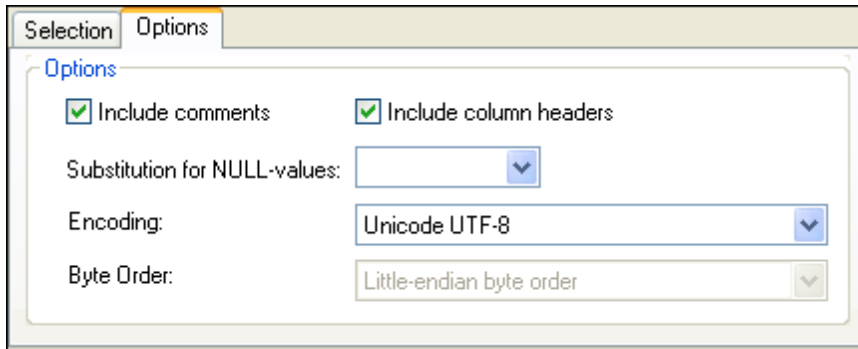 Selection Options
Options
Include comments Include column headers
Substitution for NULL-values:
Encoding: Unicode UTF-8
Byte Order: Little-endian byte order